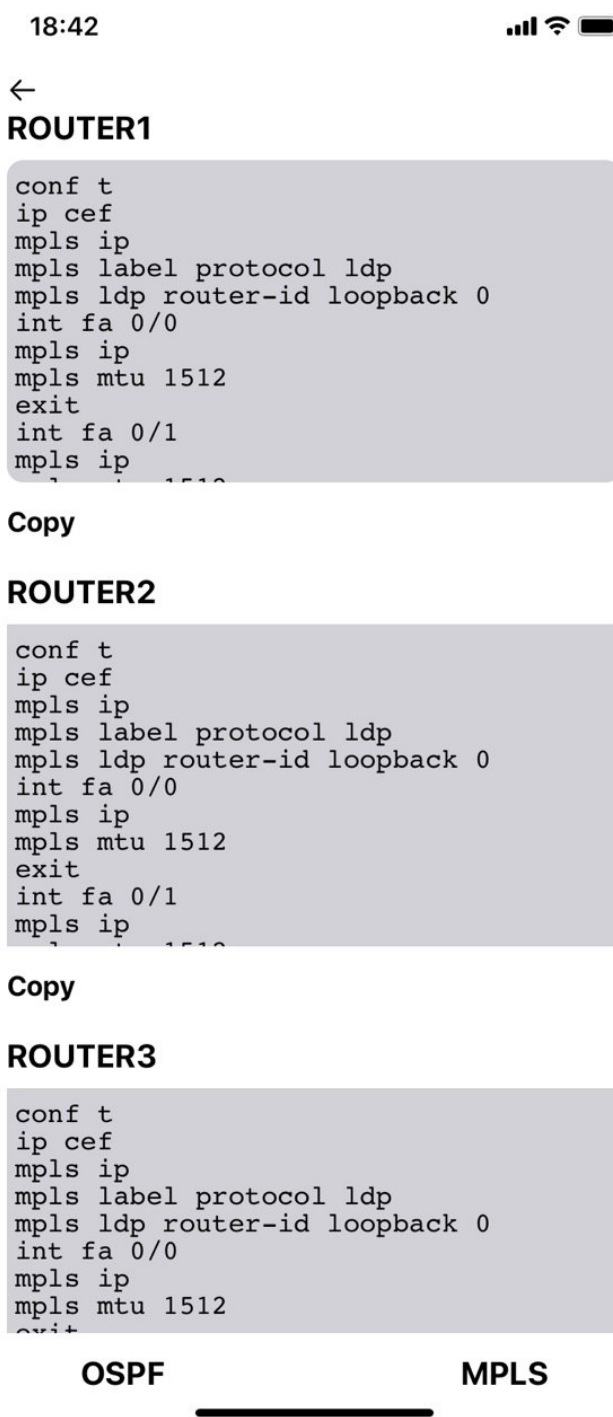 18:42
←
ROUTER1
conf t
ip cef
mpls ip
mpls label protocol ldp
mpls ldp router-id loopback 0
int fa 0/0
mpls ip
mpls mtu 1512
exit
int fa 0/1
mpls ip
Copy
ROUTER2
conf t
ip cef
mpls ip
mpls label protocol ldp
mpls ldp router-id loopback 0
int fa 0/0
mpls ip
mpls mtu 1512
exit
int fa 0/1
mpls ip
Copy
ROUTER3
conf t
ip cef
mpls ip
mpls label protocol ldp
mpls ldp router-id loopback 0
int fa 0/0
mpls ip
mpls mtu 1512
OSPF MPLS